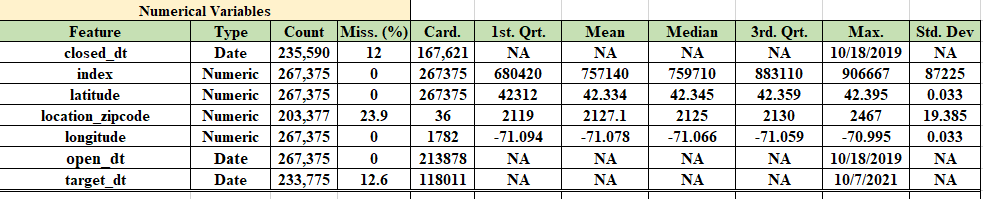 Numerical Variables
Feature Type Count Miss. (%) Card. 1st. Qrt. Mean Median 3rd. Qrt. Max. Std. Dev
closed_dt Date 235,590 12 167,621 NA NA NA NA 10/18/2019 NA
index Numeric 267,375 0 267375 680420 757140 759710 883110 906667 87225
latitude Numeric 267,375 0 267375 42312 42.334 42.345 42.359 42.395 0.033
location_zipcode Numeric 203,377 23.9 36 2119 2127.1 2125 2130 2467 19.385
longitude Numeric 267,375 0 1782 -71.094 -71.078 -71.066 -71.059 -70.995 0.033
open_dt Date 267,375 0 213878 NA NA NA NA 10/18/2019 NA
target_dt Date 233,775 12.6 118011 NA NA NA NA 10/7/2021 NA